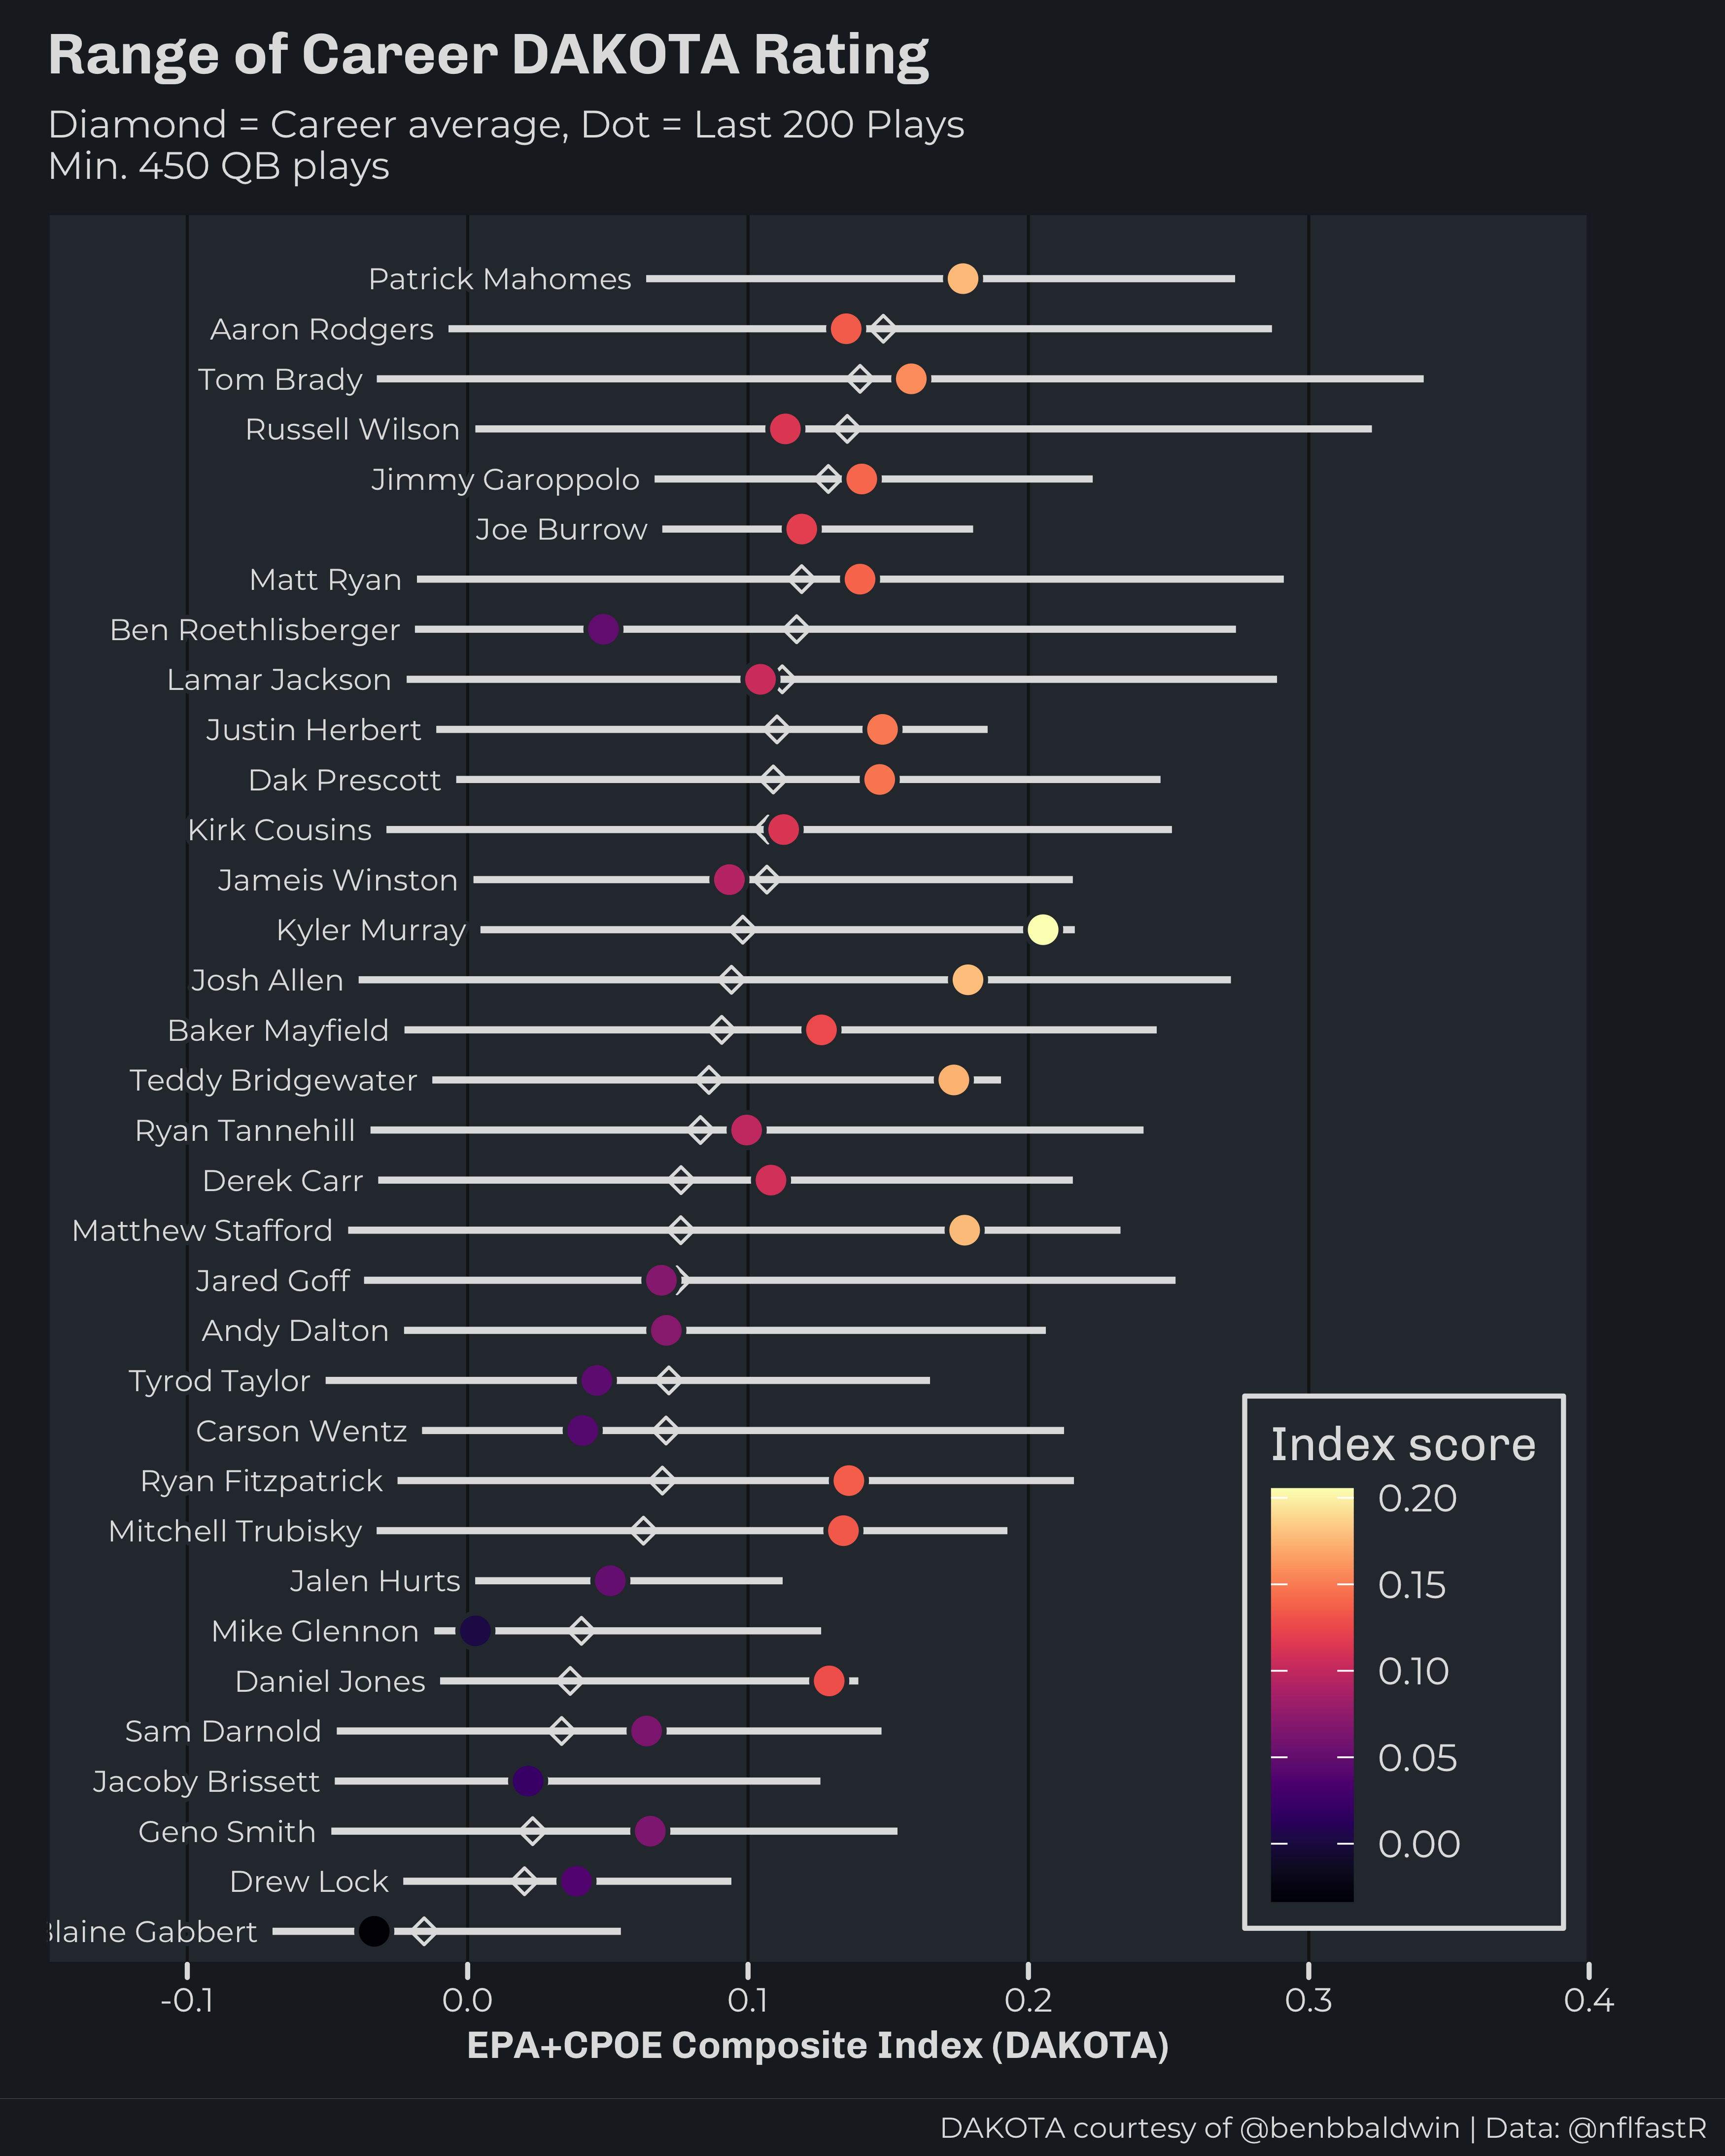 Range of Career DAKOTA Rating
Diamond = Career average, Dot = Last 200 Plays
Min. 450 QB plays
Patrick Mahomes
Aaron Rodgers
Tom Brady
Russell Wilson
Jimmy Garoppolo
Joe Burrow
Matt Ryan
Ben Roethlisberger
Lamar Jackson
Justin Herbert
Dak Prescott
Kirk Cousins
Jameis Winston
Kyler Murray
Josh Allen
Baker Mayfield
Teddy Bridgewater
Ryan Tannehill
Derek Carr
Matthew Stafford
Jared Goff
Andy Dalton
Tyrod Taylor
Carson Wentz
Ryan Fitzpatrick
Mitchell Trubisky
Jalen Hurts
Mike Glennon
Daniel Jones
Sam Darnold
Jacoby Brissett
Geno Smith
Drew Lock
Blaine Gabbert
Index score
0.20
0.15
0.10
0.05
0.00
-0.1 0.0 0.1 0.2 0.3 0.4
EPA+CPOE Composite Index (DAKOTA)
DAKOTA courtesy of @benbbaldwin | Data: @nflfastR